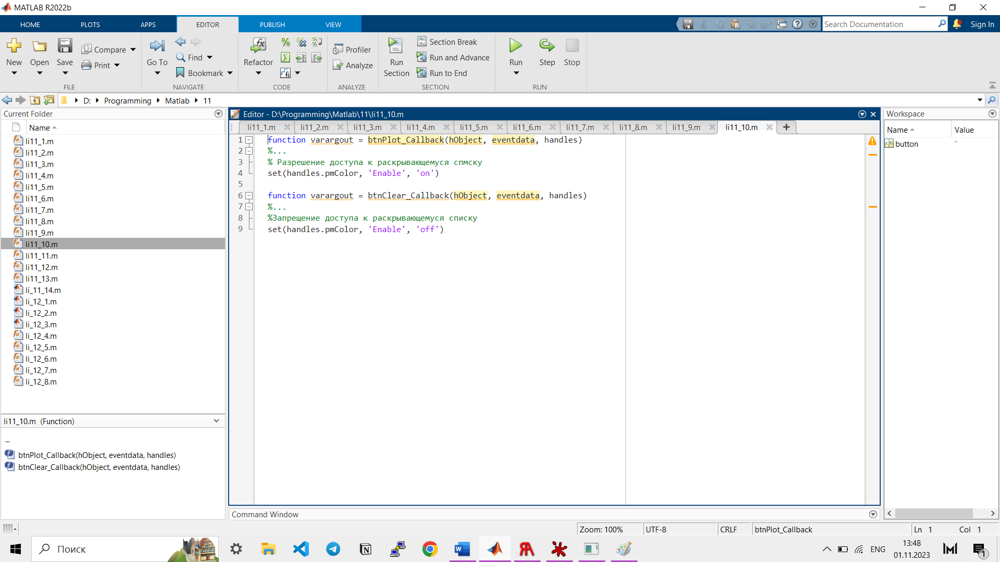 MATLAB R2022b
HOME PLOTS APPS EDITOR PUBLISH VIEW
Search Documentation
Sign In
New Open Save Compare Print
FILE
Go To Find Bookmark
NAVIGATE
Refactor
CODE
Profiler
Analyze
ANALYZE
Run Section
Section Break
Run and Advance
Run to End
SECTION
Run Step Stop
RUN
D: Programming Matlab 11
Current Folder
Name
li11_1.m
li11_2.m
li11_3.m
li11_4.m
li11_5.m
li11_6.m
li11_7.m
li11_8.m
li11_9.m
li11_10.m
li11_11.m
li11_12.m
li11_13.m
li_11_14.m
li_12_1.m
li_12_2.m
li_12_3.m
li_12_4.m
li_12_5.m
li_12_6.m
li_12_7.m
li_12_8.m
li11_10.m (Function)
...
btnPlot_Callback(hObject, eventdata, handles)
btnClear_Callback(hObject, eventdata, handles)
Editor - D:\Programming\Matlab\11\li11_10.m
li11_1.m li11_2.m li11_3.m li11_4.m li11_5.m li11_6.m li11_7.m li11_8.m li11_9.m li11_10.m
1 function varargout = btnPlot_Callback(hObject, eventdata, handles)
2 %...
3 % Разрешение доступа к раскрывающемуся спмску
4 set(handles.pmColor, 'Enable', 'on')
5
6 function varargout = btnClear_Callback(hObject, eventdata, handles)
7 %...
8 %Запрещение доступа к раскрывающемуся списку
9 set(handles.pmColor, 'Enable', 'off')
Command Window
Workspace
Name Value
button ''
Zoom: 100% UTF-8 CRLF btnPlot_Callback Ln 1 Col 1
Поиск
ENG
13:48
01.11.2023
1